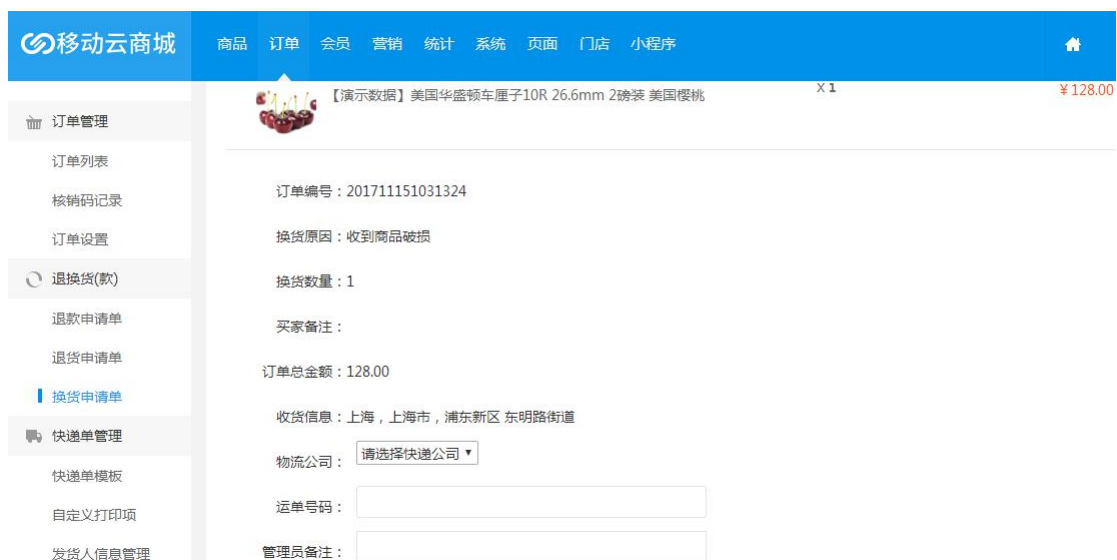 移动云商城
商品 订单 会员 营销 统计 系统 页面 门店 小程序
【演示数据】美国华盛顿车厘子10R 26.6mm 2磅装 美国樱桃 X 1 ￥128.00
订单管理
订单列表
核销码记录
订单设置
退换货(款)
退款申请单
退货申请单
换货申请单
快递单管理
快递单模板
自定义打印项
发货人信息管理
订单编号：201711151031324
换货原因：收到商品破损
换货数量：1
买家备注：
订单总金额：128.00
收货信息：上海，上海市，浦东新区 东明路街道
物流公司： 请选择快递公司
运单号码：
管理员备注：